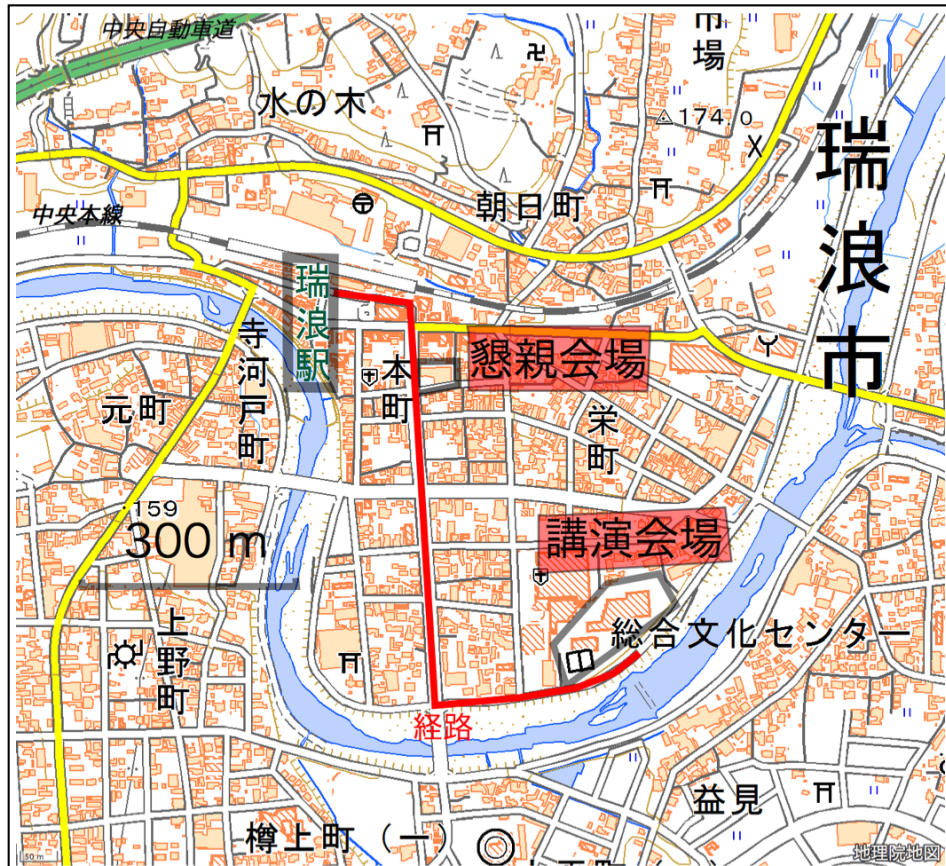 中央自動車道
市場
水の木
174.0
瑞浪市
朝日町
中央本線
瑞浪駅
寺河戸町
本町
懇親会場
元町
栄町
159
300 m
講演会場
上野町
総合文化センター
経路
益見
樽上町(一)
50 m
地理院地図